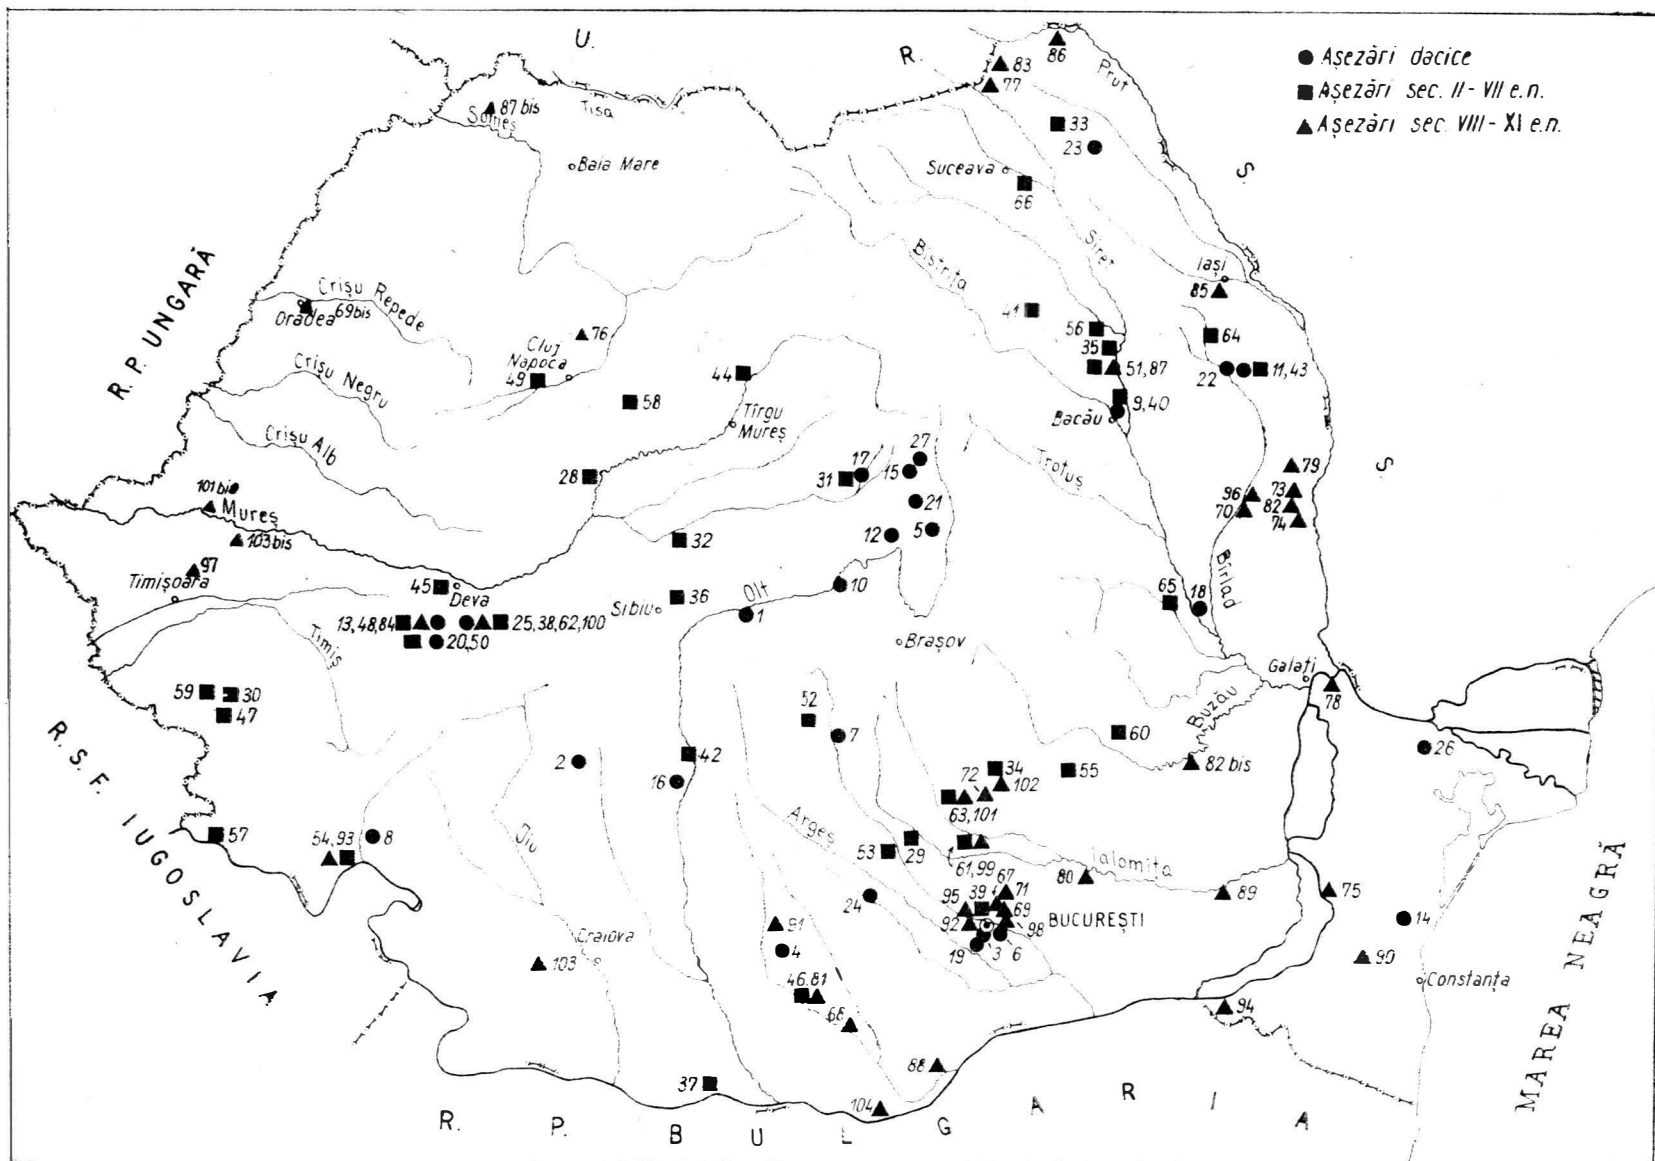 U. R. S. S.
Așezări dacice
Așezări sec. II - VII e.n.
Așezări sec. VIII - XI e.n.
86
83
77
Prut
87 bis
Someș
Tisa
33
23
Baia Mare
Suceava
66
Siret
Bistrița
Iași
85
R. P. UNGARĂ
Crișu Repede
Oradea
69 bis
76
41
56
64
35
Cluj
Napoca
49
44
51,87
22
11,43
Crișu Negru
58
9,40
Bacău
Tîrgu
Mureș
Crișu Alb
27
17
15
Trotuș
79
28
31
96
73
101 bis
21
70
82
Mureș
74
12
5
103 bis
32
97
Timișoara
45
Deva
Olt
10
65
18
Bîrlad
Sibiu
36
1
13,48,84
25,38,62,100
20,50
Brașov
Timiș
Galați
59
30
47
78
52
Buzău
7
60
26
R. S. F. IUGOSLAVIA
2
42
16
34
72
102
55
82 bis
63,101
57
54,93
8
Argeș
Jiu
53
29
61,99
Ialomița
67
80
89
75
24
95
39
71
69
92
98
BUCUREȘTI
14
91
4
19
3
6
Craiova
103
90
Constanța
46.81
68
94
88
37
104
R. P. BULGARIA
MAREA NEAGRĂ